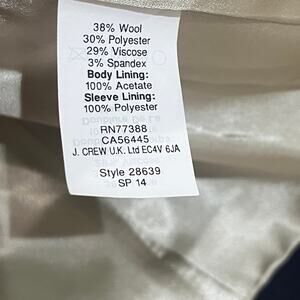 38% Wool
30% Polyester
29% Viscose
3% Spandex
Body Lining:
100% Acetate
Sleeve Lining:
100% Polyester
RN77388
CA56445
J. CREW U.K. Ltd EC4V 6JA
Style 28639
SP 14